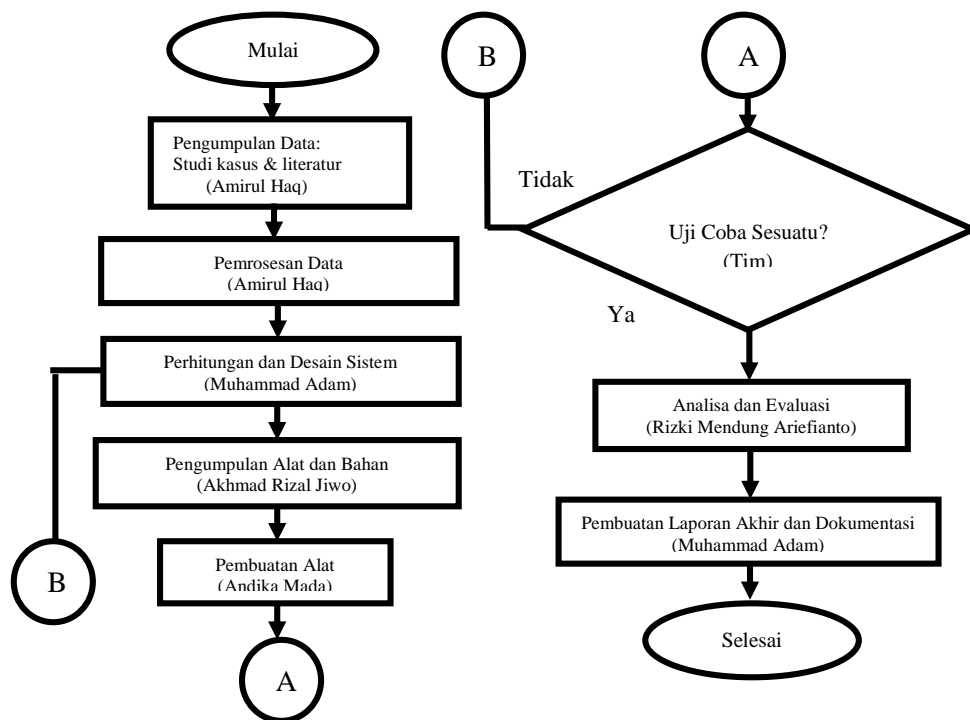 Mulai
Pengumpulan Data:
Studi kasus & literatur
(Amirul Haq)
Pemrosesan Data
(Amirul Haq)
Perhitungan dan Desain Sistem
(Muhammad Adam)
Pengumpulan Alat dan Bahan
(Akhmad Rizal Jiwo)
B
Pembuatan Alat
(Andika Mada)
A
B
A
Tidak
Uji Coba Sesuatu?
(Tim)
Ya
Analisa dan Evaluasi
(Rizki Mendung Ariefianto)
Pembuatan Laporan Akhir dan Dokumentasi
(Muhammad Adam)
Selesai